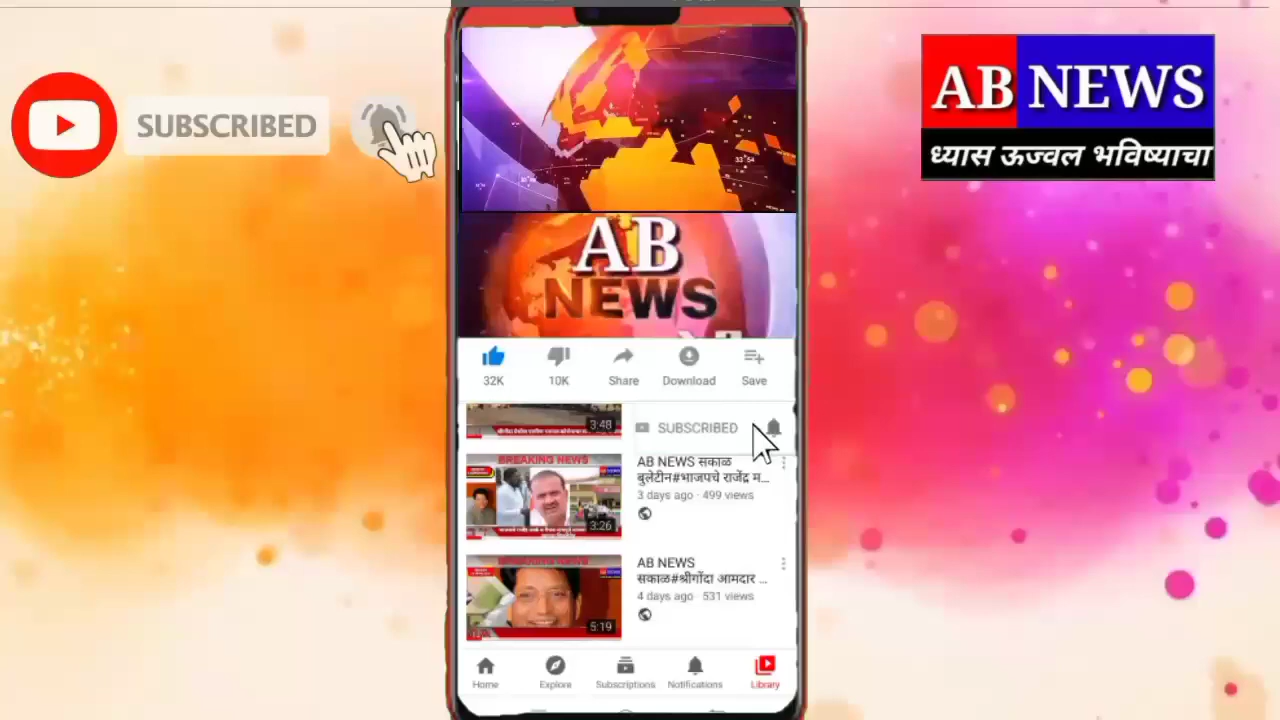 SUBSCRIBED
AB NEWS
ध्यास ऊज्वल भविष्याचा
AB
NEWS
32K
10K
Share
Download
Save
3:48
SUBSCRIBED
BREAKING NEWS
3:26
AB NEWS सकाळ
बुलेटीन#भाजपचे राजेंद्र म...
3 days ago · 499 views
BREAKING NEWS
5:19
AB NEWS
सकाळ#श्रीगोंदा आमदार ...
4 days ago · 531 views
Home
Explore
Subscriptions
Notifications
Library